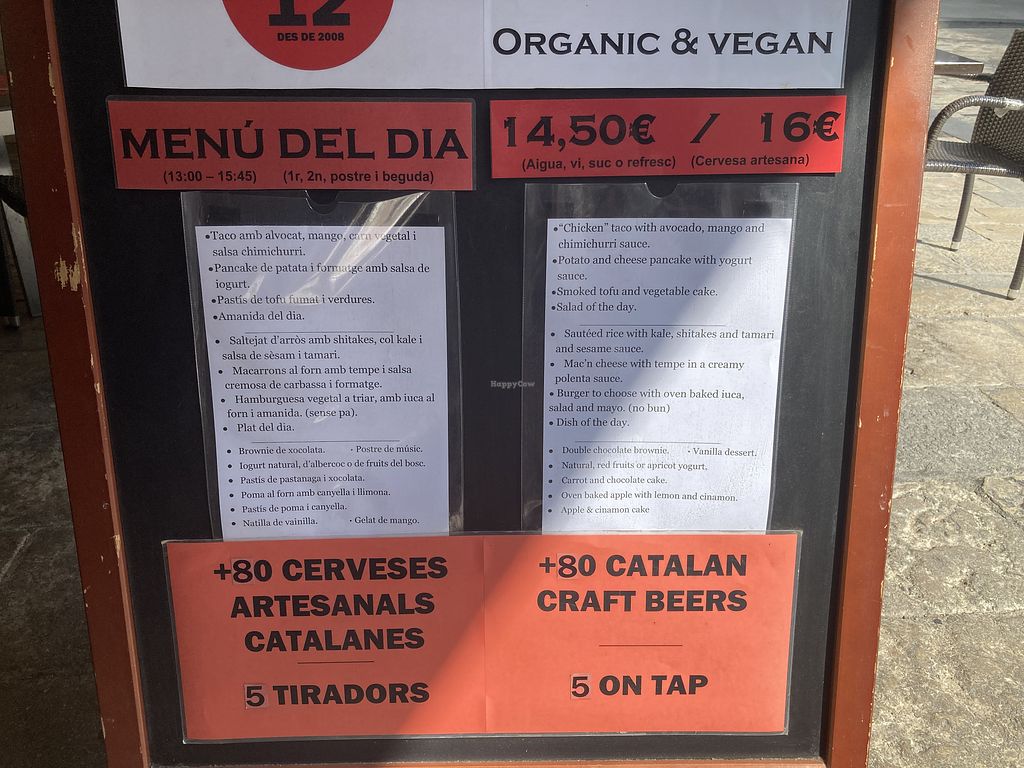 12
DES DE 2008
ORGANIC & VEGAN
MENÚ DEL DIA
(13:00 – 15:45) (1r, 2n, postre i beguda)
14,50€ / 16€
(Aigua, vi, suc o refresc) (Cervesa artesana)
•Taco amb alvocat, mango, carn vegetal i
salsa chimichurri.
•Pancake de patata i formatge amb salsa de
iogurt.
•Pastís de tofu fumat i verdures.
•Amanida del dia.
• Saltejat d'arròs amb shitakes, col kale i
salsa de sèsam i tamari.
• Macarrons al forn amb tempe i salsa
cremosa de carbassa i formatge.
• Hamburguesa vegetal a triar, amb iuca al
forn i amanida. (sense pa).
• Plat del dia.
• Brownie de xocolata. · Postre de músic.
• Iogurt natural, d'albercoc o de fruits del bosc.
• Pastís de pastanaga i xocolata.
• Poma al forn amb canyella i llimona.
• Pastís de poma i canyella.
• Natilla de vainilla. · Gelat de mango.
•"Chicken" taco with avocado, mango and
chimichurri sauce.
•Potato and cheese pancake with yogurt
sauce.
•Smoked tofu and vegetable cake.
•Salad of the day.
• Sautéed rice with kale, shitakes and tamari
and sesame sauce.
• Mac'n cheese with tempe in a creamy
polenta sauce.
• Burger to choose with oven baked iuca,
salad and mayo. (no bun)
• Dish of the day.
• Double chocolate brownie. · Vanilla dessert.
• Natural, red fruits or apricot yogurt,
• Carrot and chocolate cake.
• Oven baked apple with lemon and cinamon.
• Apple & cinamon cake
HappyCow
+80 CERVESES
ARTESANALS
CATALANES
5 TIRADORS
+80 CATALAN
CRAFT BEERS
5 ON TAP